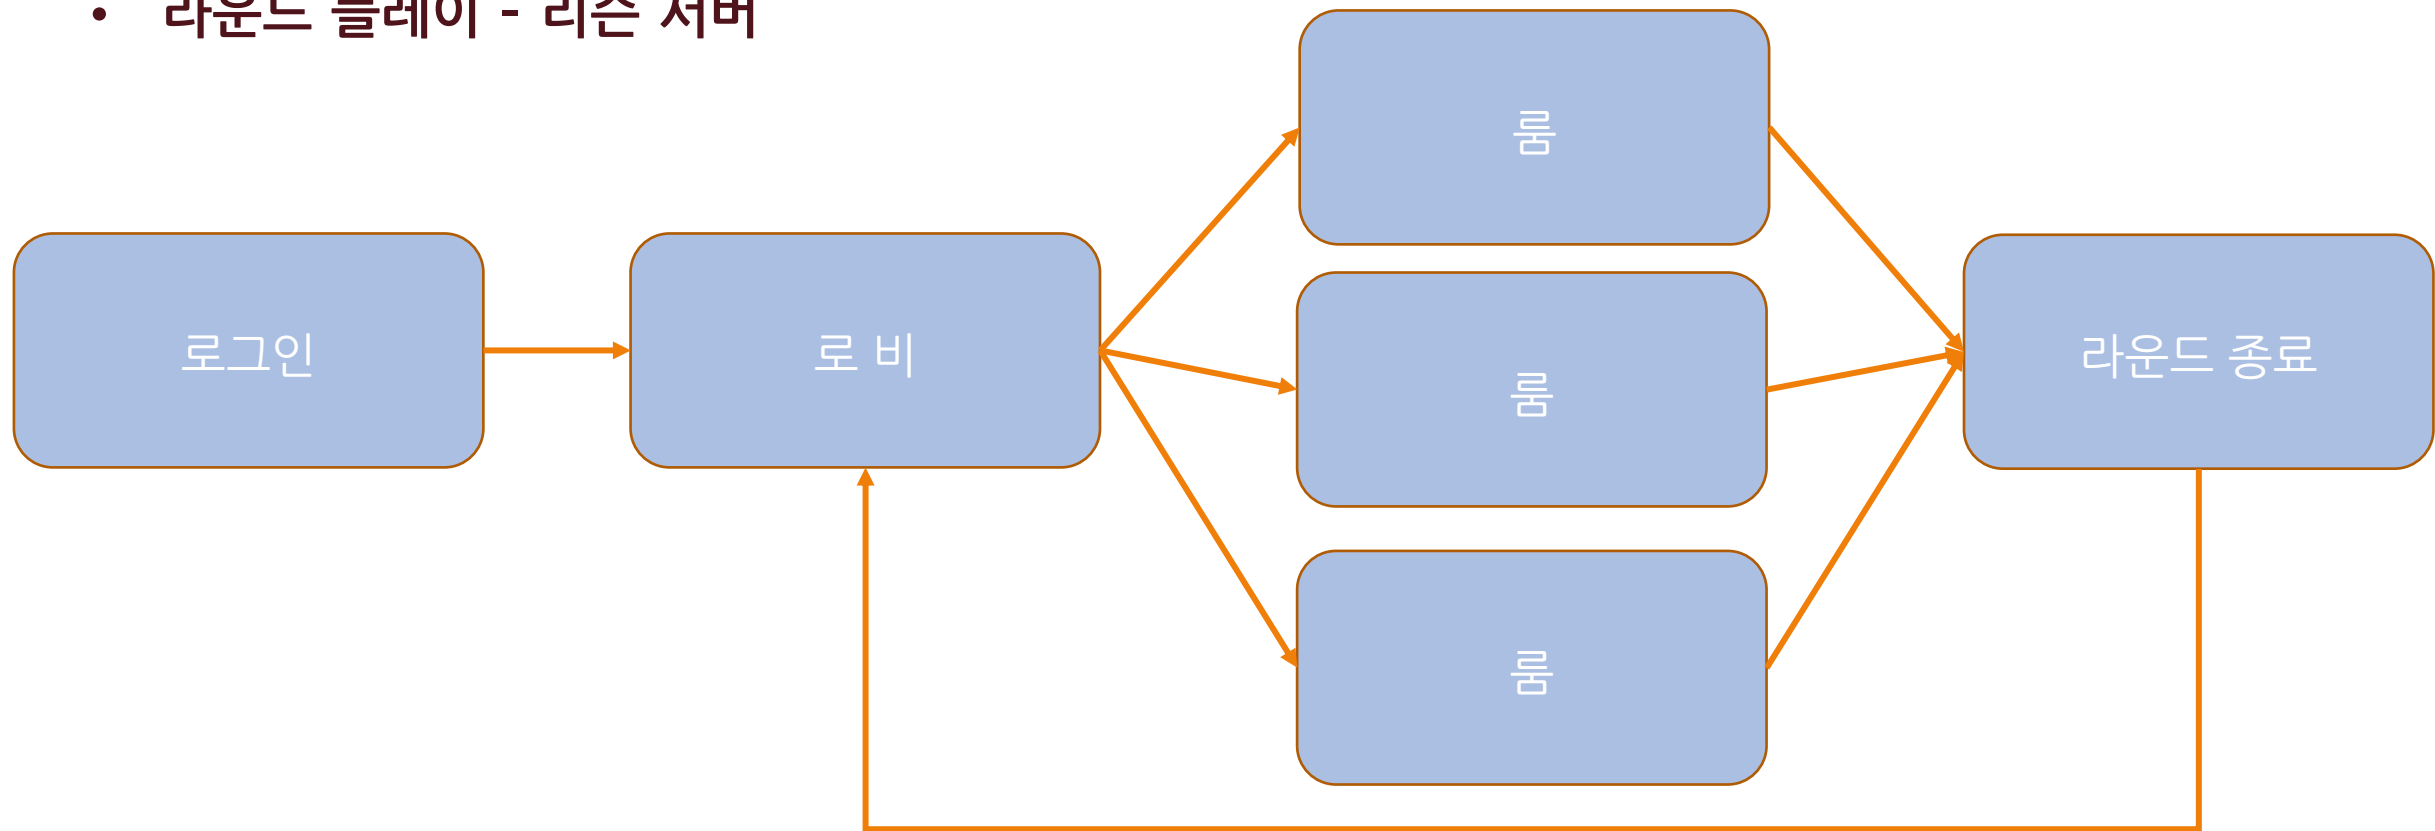 • 라운드 플레이 - 리슨 서버
룸
로그인
로 비
룸
라운드 종료
룸